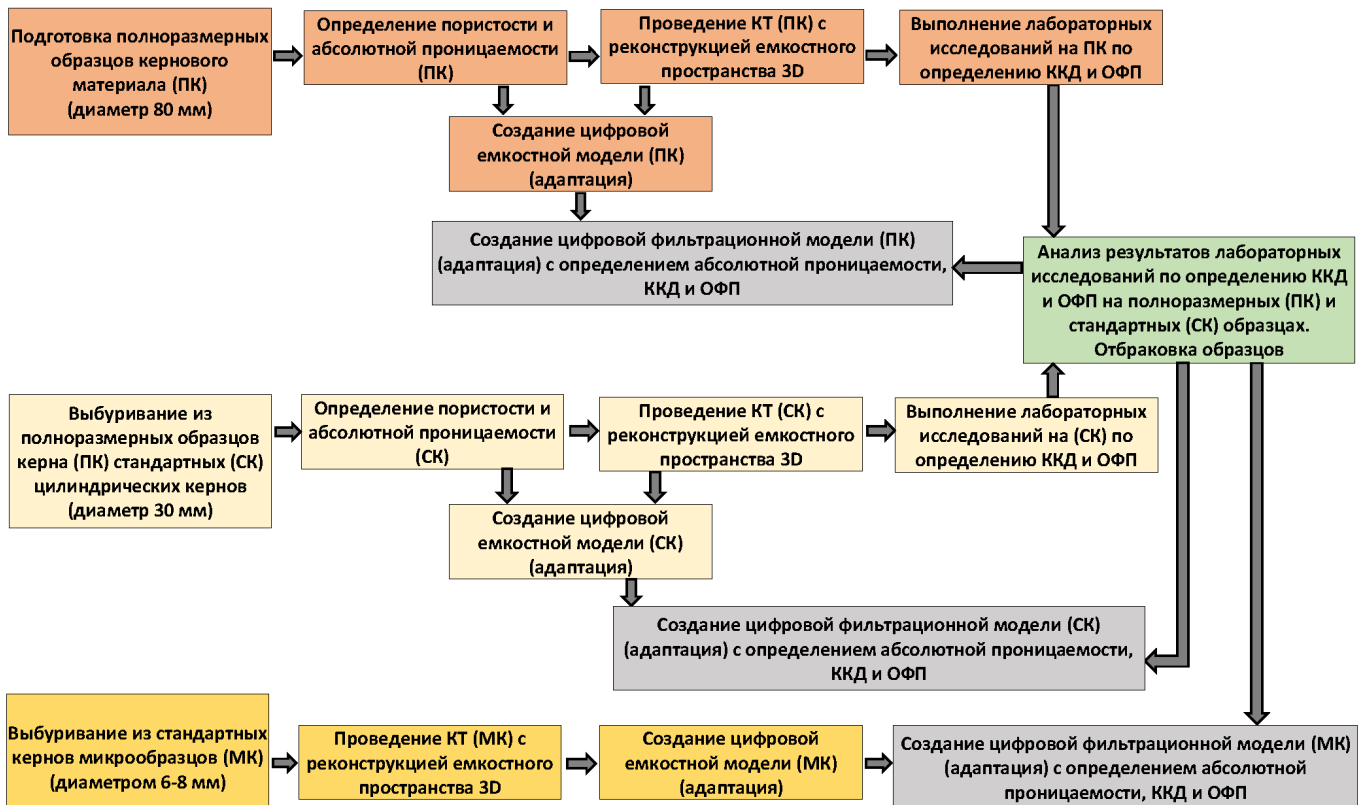 Подготовка полноразмерных
образцов кернового
материала (ПК)
(диаметр 80 мм)
Определение пористости и
абсолютной проницаемости
(ПК)
Проведение КТ (ПК) с
реконструкцией емкостного
пространства 3D
Выполнение лабораторных
исследований на ПК по
определению ККД и ОФП
Создание цифровой
емкостной модели (ПК)
(адаптация)
Создание цифровой фильтрационной модели (ПК)
(адаптация) с определением абсолютной проницаемости,
ККД и ОФП
Анализ результатов лабораторных
исследований по определению ККД
и ОФП на полноразмерных (ПК) и
стандартных (СК) образцах.
Отбраковка образцов
Выбуривание из
полноразмерных образцов
керна (ПК) стандартных (СК)
цилиндрических кернов
(диаметр 30 мм)
Определение пористости и
абсолютной проницаемости
(СК)
Проведение КТ (СК) с
реконструкцией емкостного
пространства 3D
Выполнение лабораторных
исследований на (СК) по
определению ККД и ОФП
Создание цифровой
емкостной модели (СК)
(адаптация)
Создание цифровой фильтрационной модели (СК)
(адаптация) с определением абсолютной проницаемости,
ККД и ОФП
Выбуривание из стандартных
кернов микрообразцов (МК)
(диаметром 6-8 мм)
Проведение КТ (МК) с
реконструкцией емкостного
пространства 3D
Создание цифровой
емкостной модели (МК)
(адаптация)
Создание цифровой фильтрационной модели (МК)
(адаптация) с определением абсолютной
проницаемости, ККД и ОФП